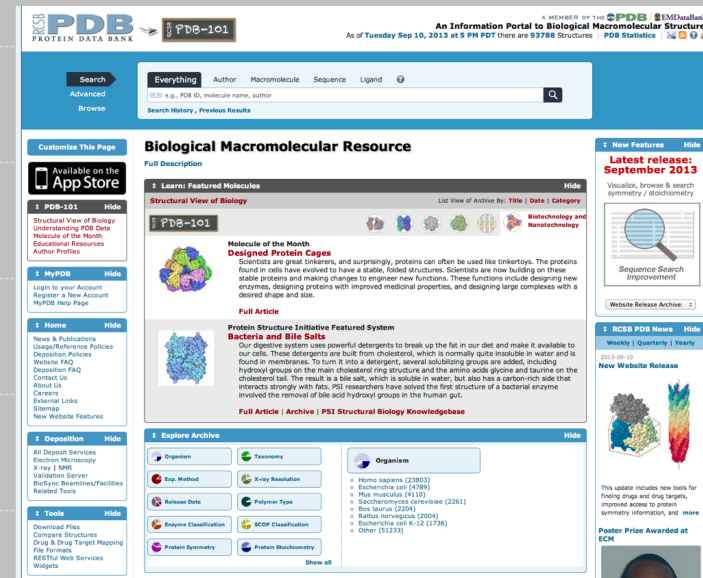 RCSB PDB
PROTEIN DATA BANK
RCSB PDB-101
A MEMBER OF THE PDB EMDataBank
An Information Portal to Biological Macromolecular Structure
As of Tuesday Sep 10, 2013 at 5 PM PDT there are 93788 Structures | PDB Statistics |
Search
Advanced
Browse
Everything Author Macromolecule Sequence Ligand
e.g., PDB ID, molecule name, author
Search History , Previous Results
Customize This Page
Available on the
App Store
PDB-101 Hide
Structural View of Biology
Understanding PDB Data
Molecule of the Month
Educational Resources
Author Profiles
MyPDB Hide
Login to your Account
Register a New Account
MyPDB Help Page
Home Hide
News & Publications
Usage/Reference Policies
Deposition Policies
Website FAQ
Deposition FAQ
Contact Us
About Us
Careers
External Links
Sitemap
New Website Features
Deposition Hide
All Deposit Services
Electron Microscopy
X-ray | NMR
Validation Server
BioSync Beamlines/Facilities
Related Tools
Tools Hide
Download Files
Compare Structures
Drug & Drug Target Mapping
File Formats
RESTful Web Services
Widgets
Biological Macromolecular Resource
Full Description
Learn: Featured Molecules Hide
Structural View of Biology List View of Archive By: Title | Date | Category
RCSB PDB-101
Biotechnology and
Nanotechnology
Molecule of the Month
Designed Protein Cages
Scientists are great tinkerers, and surprisingly, proteins can often be used like tinkertoys. The proteins
found in cells have evolved to have a stable, folded structures. Scientists are now building on these
stable proteins and making changes to engineer new functions. These functions include designing new
enzymes, designing proteins with improved medicinal properties, and designing large complexes with a
desired shape and size.
Full Article
Protein Structure Initiative Featured System
Bacteria and Bile Salts
Our digestive system uses powerful detergents to break up the fat in our diet and make it available to
our cells. These detergents are built from cholesterol, which is normally quite insoluble in water and is
found in membranes. To turn it into a detergent, several solubilizing groups are added, including
hydroxyl groups on the main cholesterol ring structure and the amino acids glycine and taurine on the
cholesterol tail. The result is a bile salt, which is soluble in water, but also has a carbon-rich side that
interacts strongly with fats. PSI researchers have solved the first structure of a bacterial enzyme
involved the removal of bile acid hydroxyl groups in the human gut.
Full Article | Archive | PSI Structural Biology Knowledgebase
Explore Archive Hide
Organism Taxonomy
Exp. Method X-ray Resolution
Release Date Polymer Type
Enzyme Classification SCOP Classification
Protein Symmetry Protein Stoichiometry
Show all
Organism
Homo sapiens (23803)
Escherichia coli (4789)
Mus musculus (4110)
Saccharomyces cerevisiae (2261)
Bos taurus (2204)
Rattus norvegicus (2004)
Escherichia coli K-12 (1736)
Other (51233)
New Features Hide
Latest release:
September 2013
Visualize, browse & search
symmetry / stoichiometry
Sequence Search
Improvement
Website Release Archive:
RCSB PDB News Hide
Weekly | Quarterly | Yearly
2013-09-10
New Website Release
This update includes new tools for
finding drugs and drug targets,
improved access to protein
symmetry information, and more
Poster Prize Awarded at
ECM